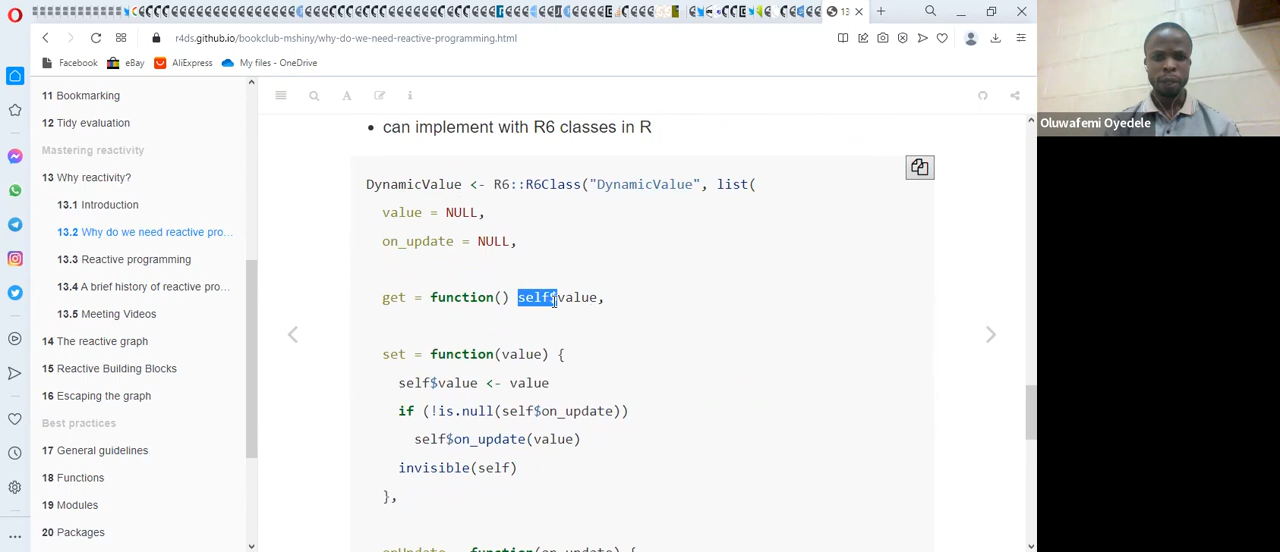 13
r4ds.github.io/bookclub-mshiny/why-do-we-need-reactive-programming.html
Facebook
eBay
AliExpress
My files - OneDrive
11 Bookmarking
12 Tidy evaluation
Mastering reactivity
13 Why reactivity?
13.1 Introduction
13.2 Why do we need reactive pro...
13.3 Reactive programming
13.4 A brief history of reactive pro...
13.5 Meeting Videos
14 The reactive graph
15 Reactive Building Blocks
16 Escaping the graph
Best practices
17 General guidelines
18 Functions
19 Modules
20 Packages
• can implement with R6 classes in R
DynamicValue <- R6::R6Class("DynamicValue", list(
value = NULL,
on_update = NULL,
get = function() self$value,
set = function(value) {
self$value <- value
if (!is.null(self$on_update))
self$on_update(value)
invisible(self)
},
onUpdate = function(on_update) {
Oluwafemi Oyedele